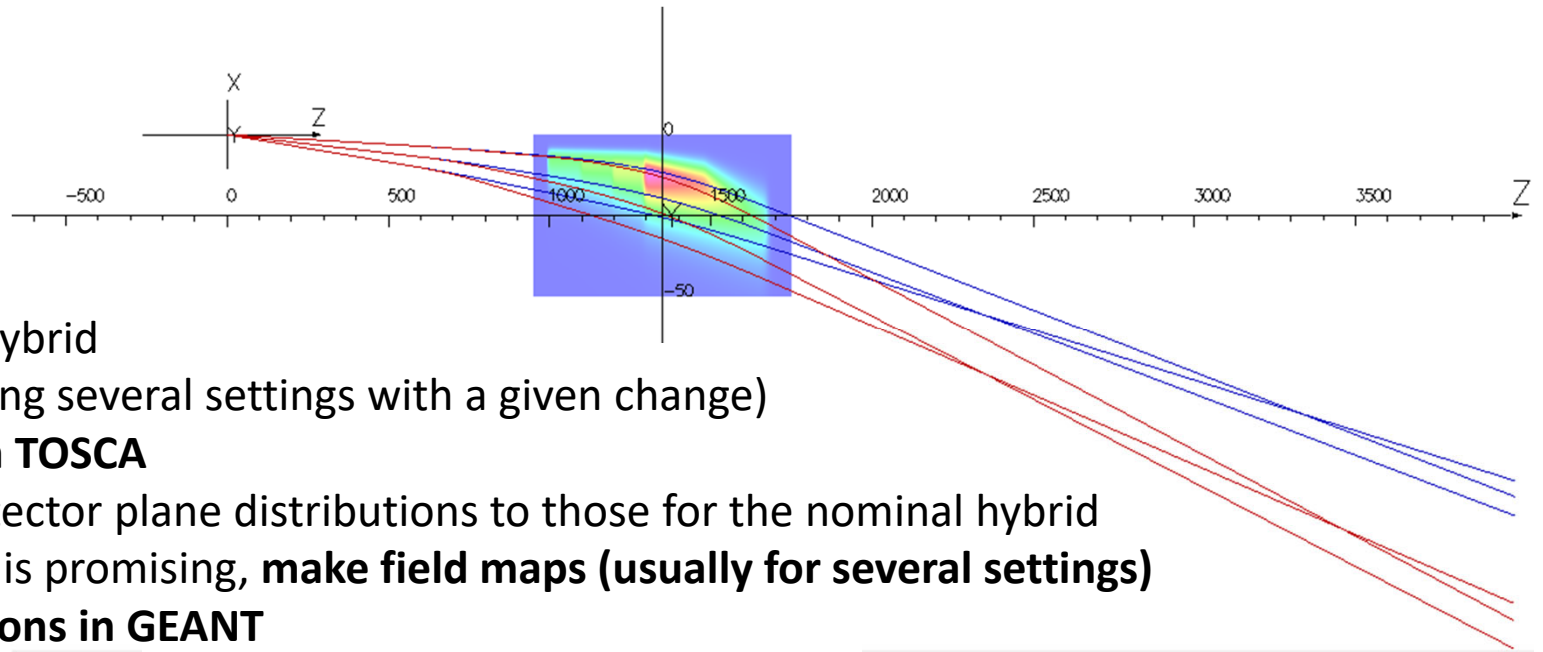 X
Z
Y
0
−500 0 500 1000 1500 2000 2500 3000 3500 Z
Y
−50
ybrid
ng several settings with a given change)
TOSCA
ector plane distributions to those for the nominal hybrid
is promising, make field maps (usually for several settings)
ons in GEANT